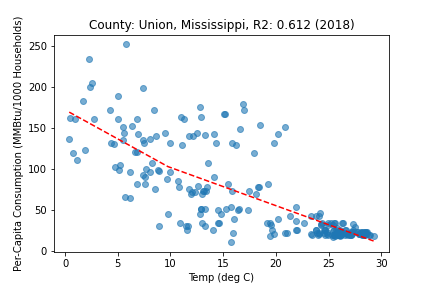 County: Union, Mississippi, R2: 0.612 (2018)
Per-Capita Consumption (MMBtu/1000 Households)
250
200
150
100
50
0
0 5 10 15 20 25 30
Temp (deg C)